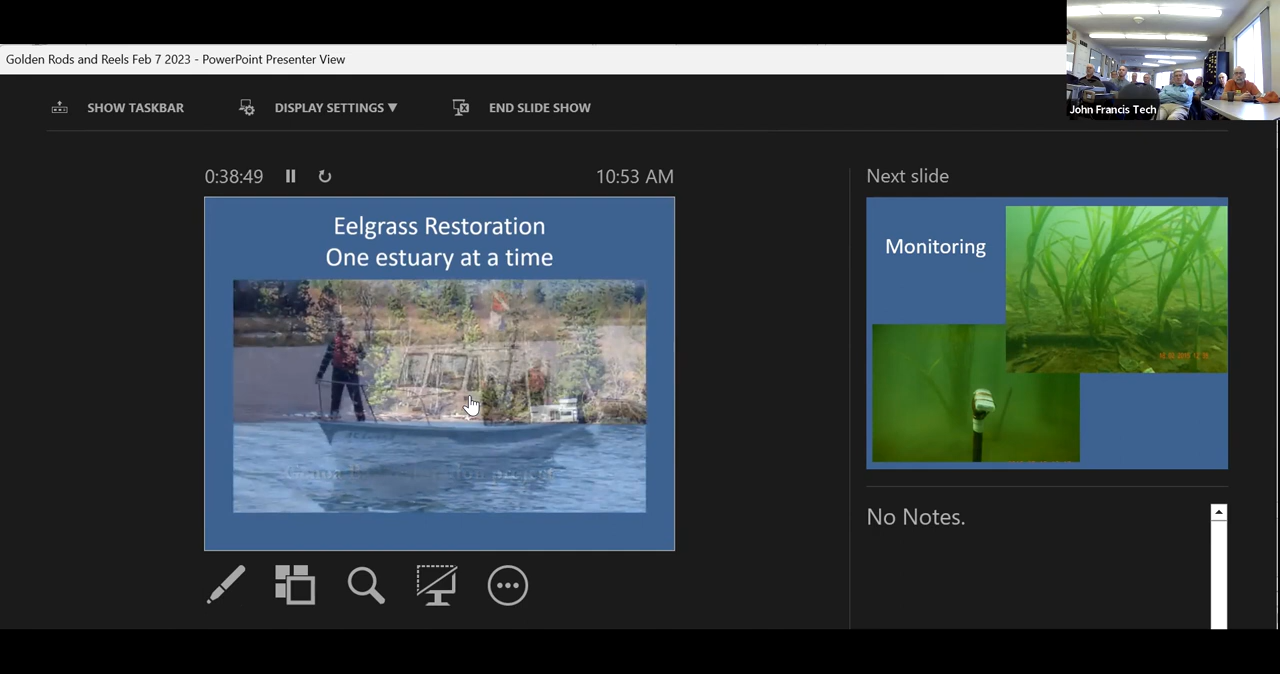 Golden Rods and Reels Feb 7 2023 - PowerPoint Presenter View
John Francis Tech
SHOW TASKBAR
DISPLAY SETTINGS ▼
END SLIDE SHOW
0:38:49
10:53 AM
Next slide
Eelgrass Restoration
One estuary at a time
Monitoring
No Notes.